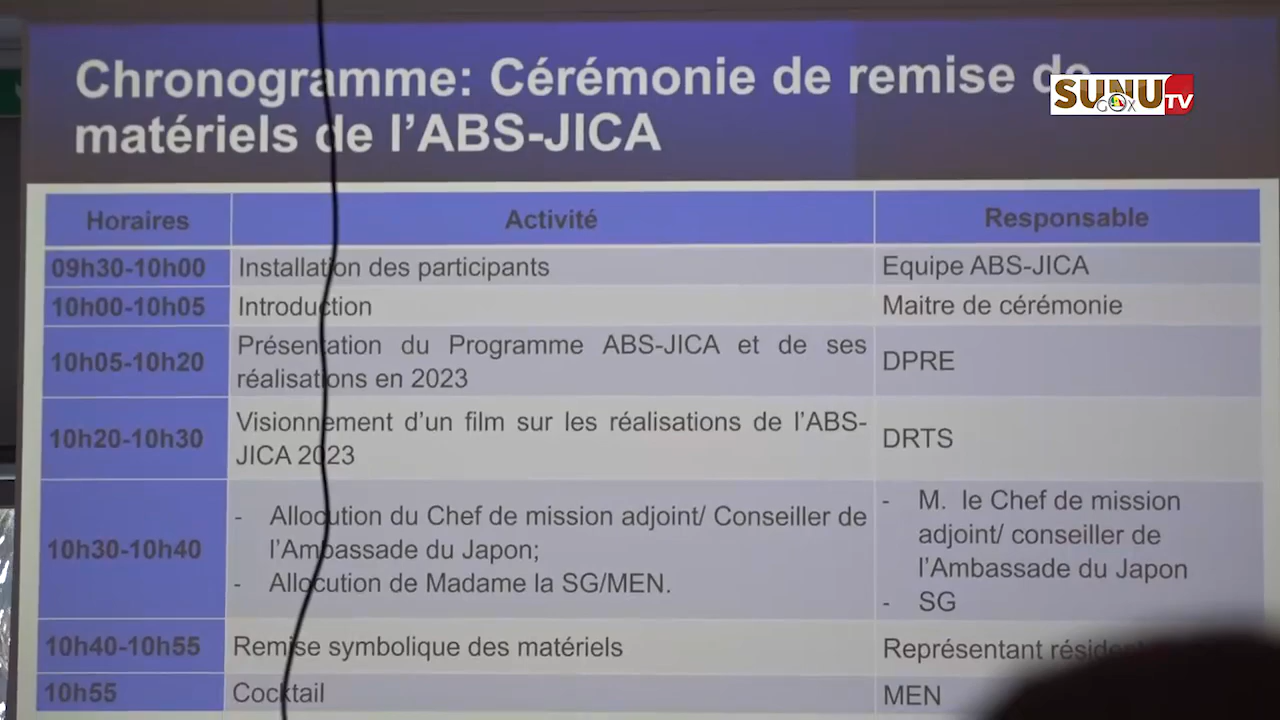 Chronogramme: Cérémonie de remise de
matériels de l'ABS-JICA
SUNU GOX TV
Horaires Activité Responsable
09h30-10h00 Installation des participants Equipe ABS-JICA
10h00-10h05 Introduction Maitre de cérémonie
10h05-10h20 Présentation du Programme ABS-JICA et de ses
réalisations en 2023 DPRE
10h20-10h30 Visionnement d'un film sur les réalisations de l'ABS-
JICA 2023 DRTS
10h30-10h40
- Allocution du Chef de mission adjoint/ Conseiller de
l'Ambassade du Japon;
- Allocution de Madame la SG/MEN.
- M. le Chef de mission
adjoint/ conseiller de
l'Ambassade du Japon
- SG
10h40-10h55 Remise symbolique des matériels Représentant
10h55 Cocktail MEN